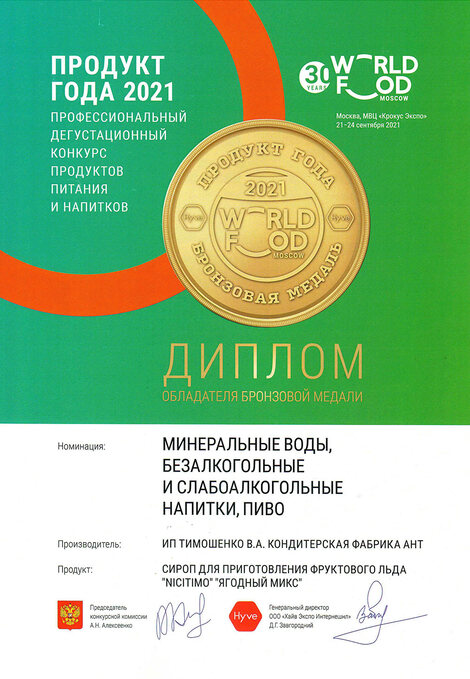 ПРОДУКТ
ГОДА 2021
ПРОФЕССИОНАЛЬНЫЙ
ДЕГУСТАЦИОННЫЙ
КОНКУРС
ПРОДУКТОВ
ПИТАНИЯ
И НАПИТКОВ
30
YEARS
WORLD
FOOD
MOSCOW
Москва, МВЦ «Крокус Экспо»
21–24 сентября 2021
ПРОДУКТ ГОДА
2021
Hyve
WORLD
FOOD
MOSCOW
Hyve
БРОНЗОВАЯ МЕДАЛЬ
ДИПЛОМ
ОБЛАДАТЕЛЯ БРОНЗОВОЙ МЕДАЛИ
Номинация:
МИНЕРАЛЬНЫЕ ВОДЫ,
БЕЗАЛКОГОЛЬНЫЕ
И СЛАБОАЛКОГОЛЬНЫЕ
НАПИТКИ, ПИВО
Производитель:
ИП ТИМОШЕНКО В.А. КОНДИТЕРСКАЯ ФАБРИКА АНТ
Продукт:
СИРОП ДЛЯ ПРИГОТОВЛЕНИЯ ФРУКТОВОГО ЛЬДА
"NICITIMO" "ЯГОДНЫЙ МИКС"
Председатель
конкурсной комиссии
А.Н. Алексеенко
Hyve
Генеральный директор
ООО «Хайв Экспо Интернешнл»
Д.Г. Завгородний